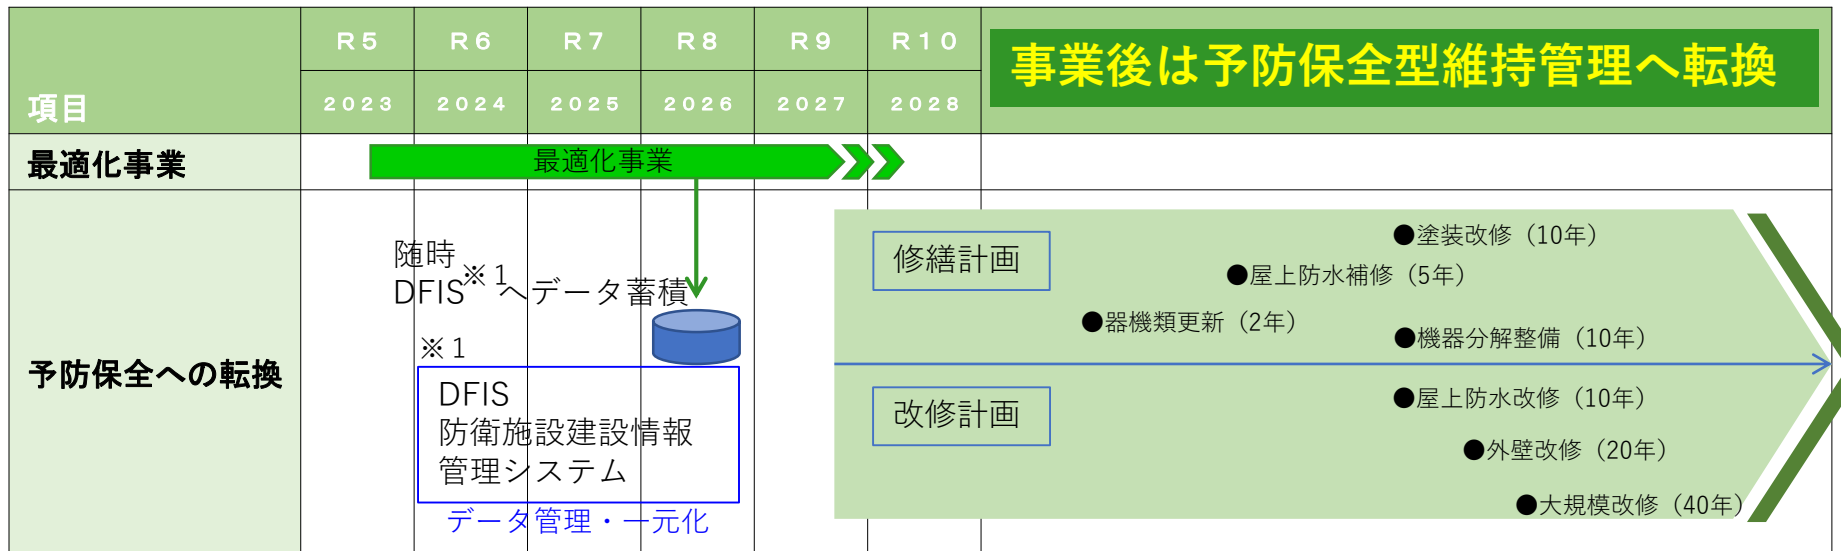 項目
R5
R6
R7
R8
R9
R10
2023
2024
2025
2026
2027
2028
事業後は予防保全型維持管理へ転換
最適化事業
最適化事業
予防保全への転換
随時
DFIS※1へデータ蓄積
※1
DFIS
防衛施設建設情報
管理システム
データ管理・一元化
修繕計画
●塗装改修（10年）
●屋上防水補修（5年）
●器機類更新（2年）
●機器分解整備（10年）
改修計画
●屋上防水改修（10年）
●外壁改修（20年）
●大規模改修（40年）